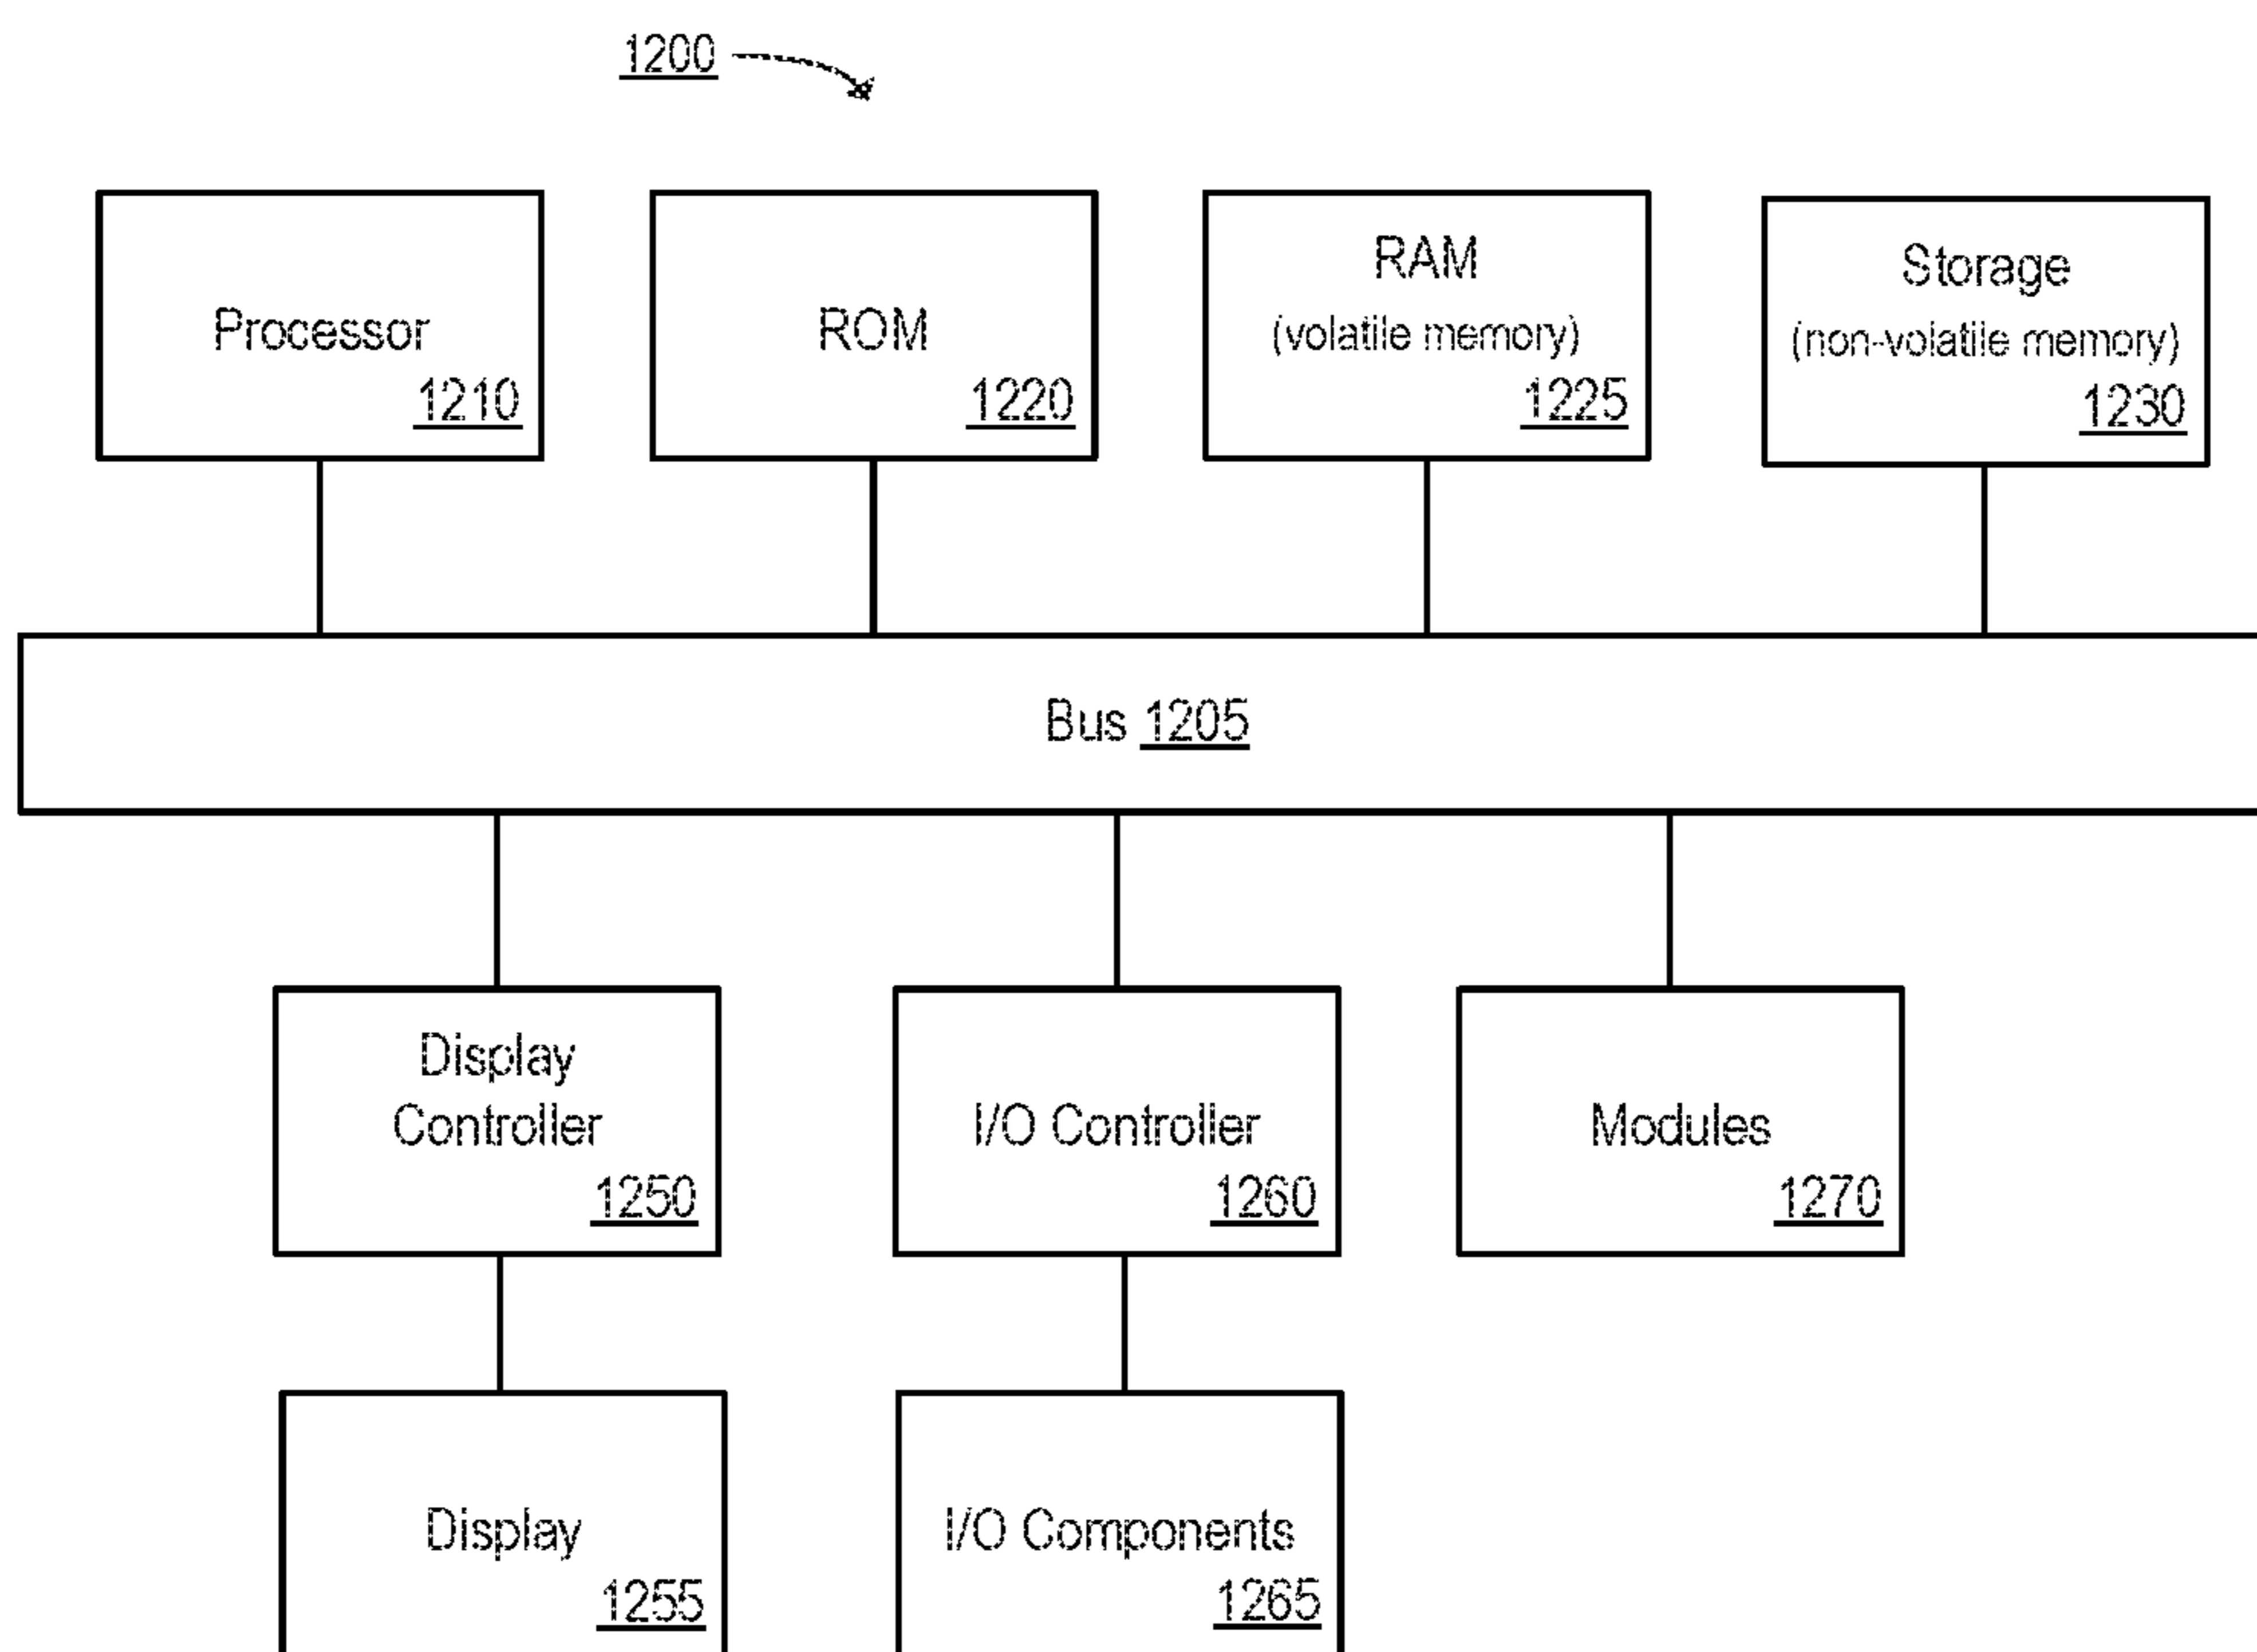 1200
Processor
1210
ROM
1220
RAM
(volatile memory)
1225
Storage
(non-volatile memory)
1230
Bus 1205
Display
Controller
1250
I/O Controller
1260
Modules
1270
Display
1255
I/O Components
1265